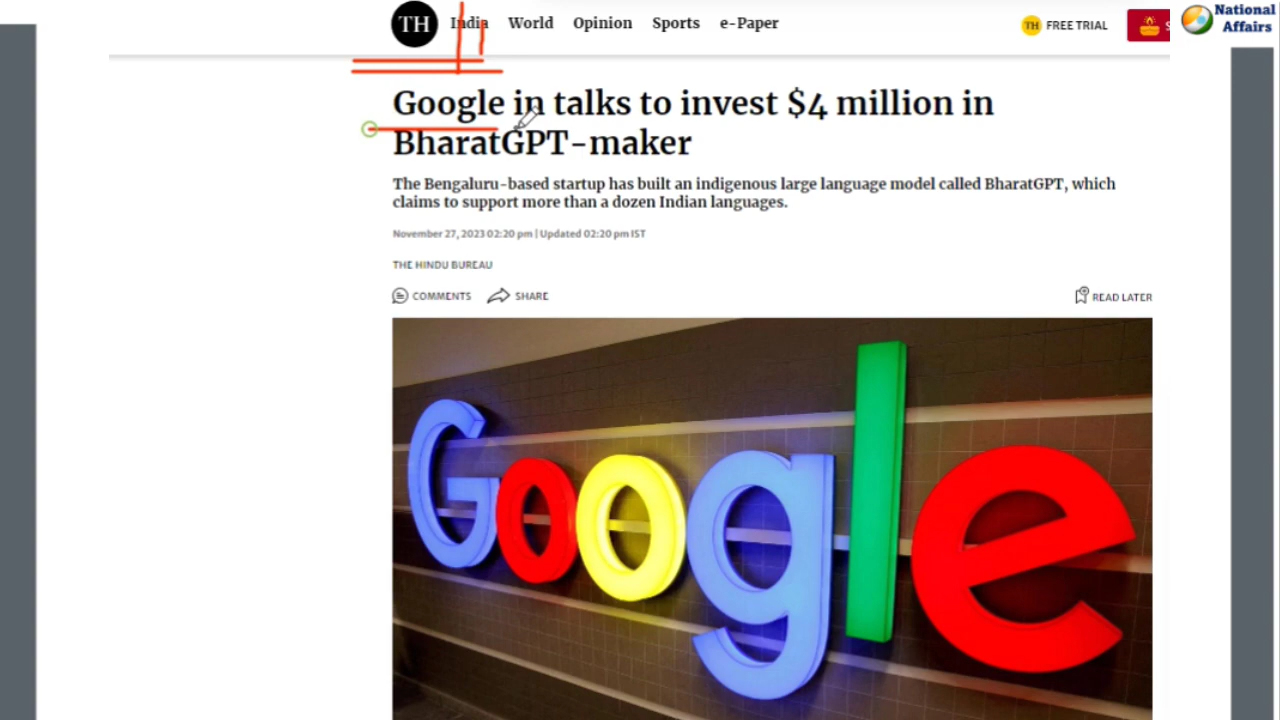 TH
India World Opinion Sports e-Paper
TH FREE TRIAL
S
National
Affairs
Google in talks to invest $4 million in
BharatGPT-maker
The Bengaluru-based startup has built an indigenous large language model called BharatGPT, which
claims to support more than a dozen Indian languages.
November 27, 2023 02:20 pm | Updated 02:20 pm IST
THE HINDU BUREAU
COMMENTS SHARE
READ LATER
Google